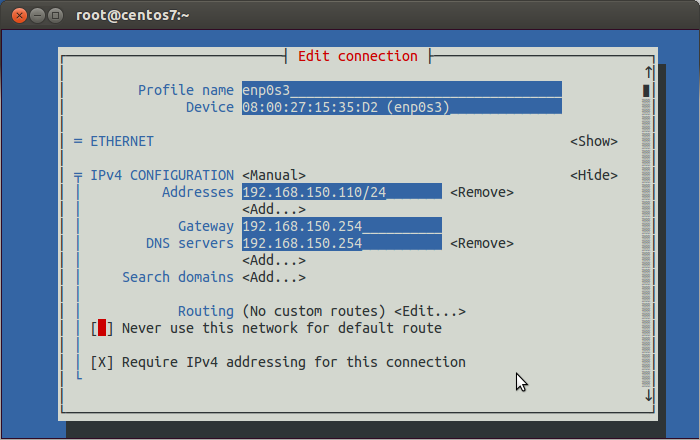 root@centos7:~
Edit connection
Profile name enp0s3
Device 08:00:27:15:35:D2 (enp0s3)
= ETHERNET <Show>
IPv4 CONFIGURATION <Manual> <Hide>
Addresses 192.168.150.110/24 <Remove>
<Add...>
Gateway 192.168.150.254
DNS servers 192.168.150.254 <Remove>
<Add...>
Search domains <Add...>
Routing (No custom routes) <Edit...>
[ ] Never use this network for default route
[X] Require IPv4 addressing for this connection